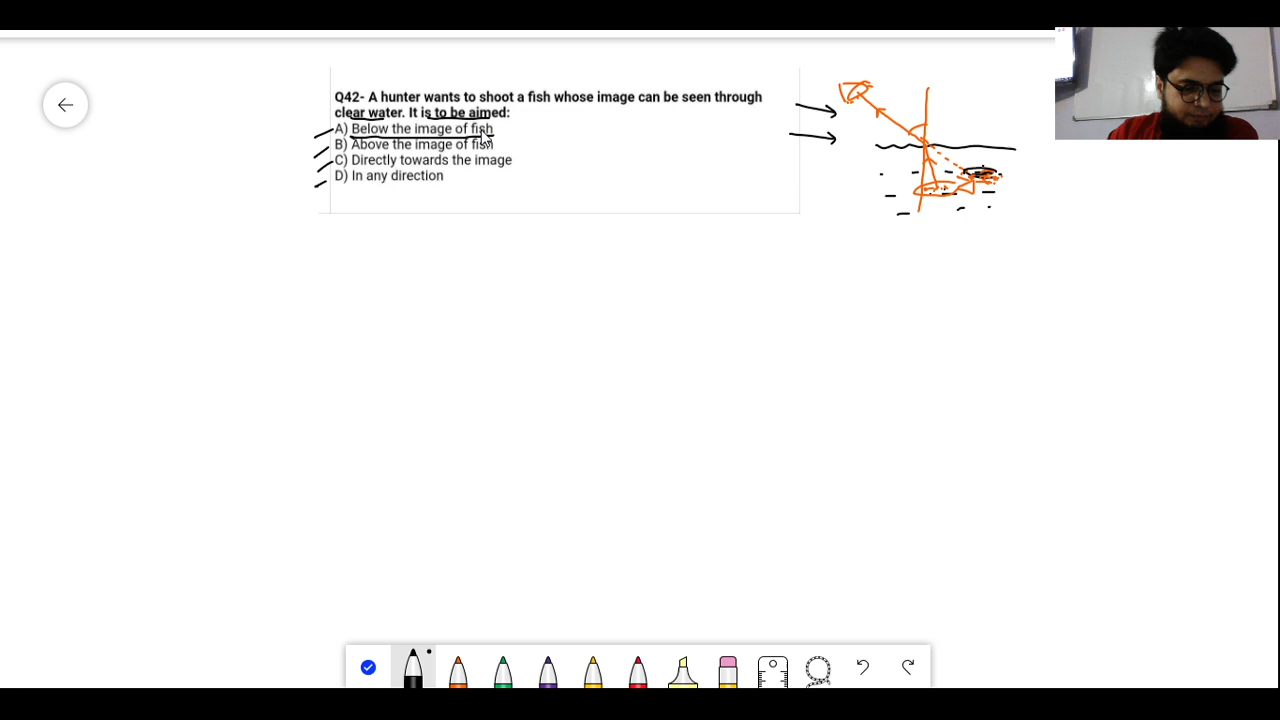 Q42- A hunter wants to shoot a fish whose image can be seen through
clear water. It is to be aimed:
A) Below the image of fish
B) Above the image of fish
C) Directly towards the image
D) In any direction